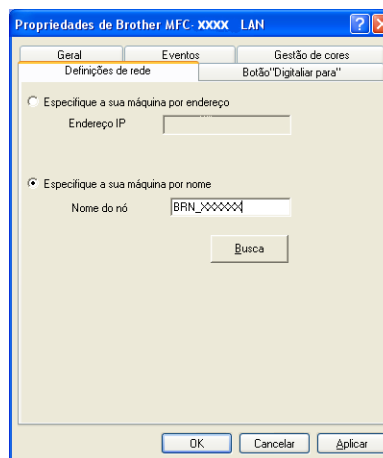 Propriedades de Brother MFC-XXXX LAN
Geral Eventos Gestão de cores
Definições de rede Botão"Digitaliar para"
Especifique a sua máquina por endereço
Endereço IP
Especifique a sua máquina por nome
Nome do nó BRN_XXXXXX
Busca
OK Cancelar Aplicar